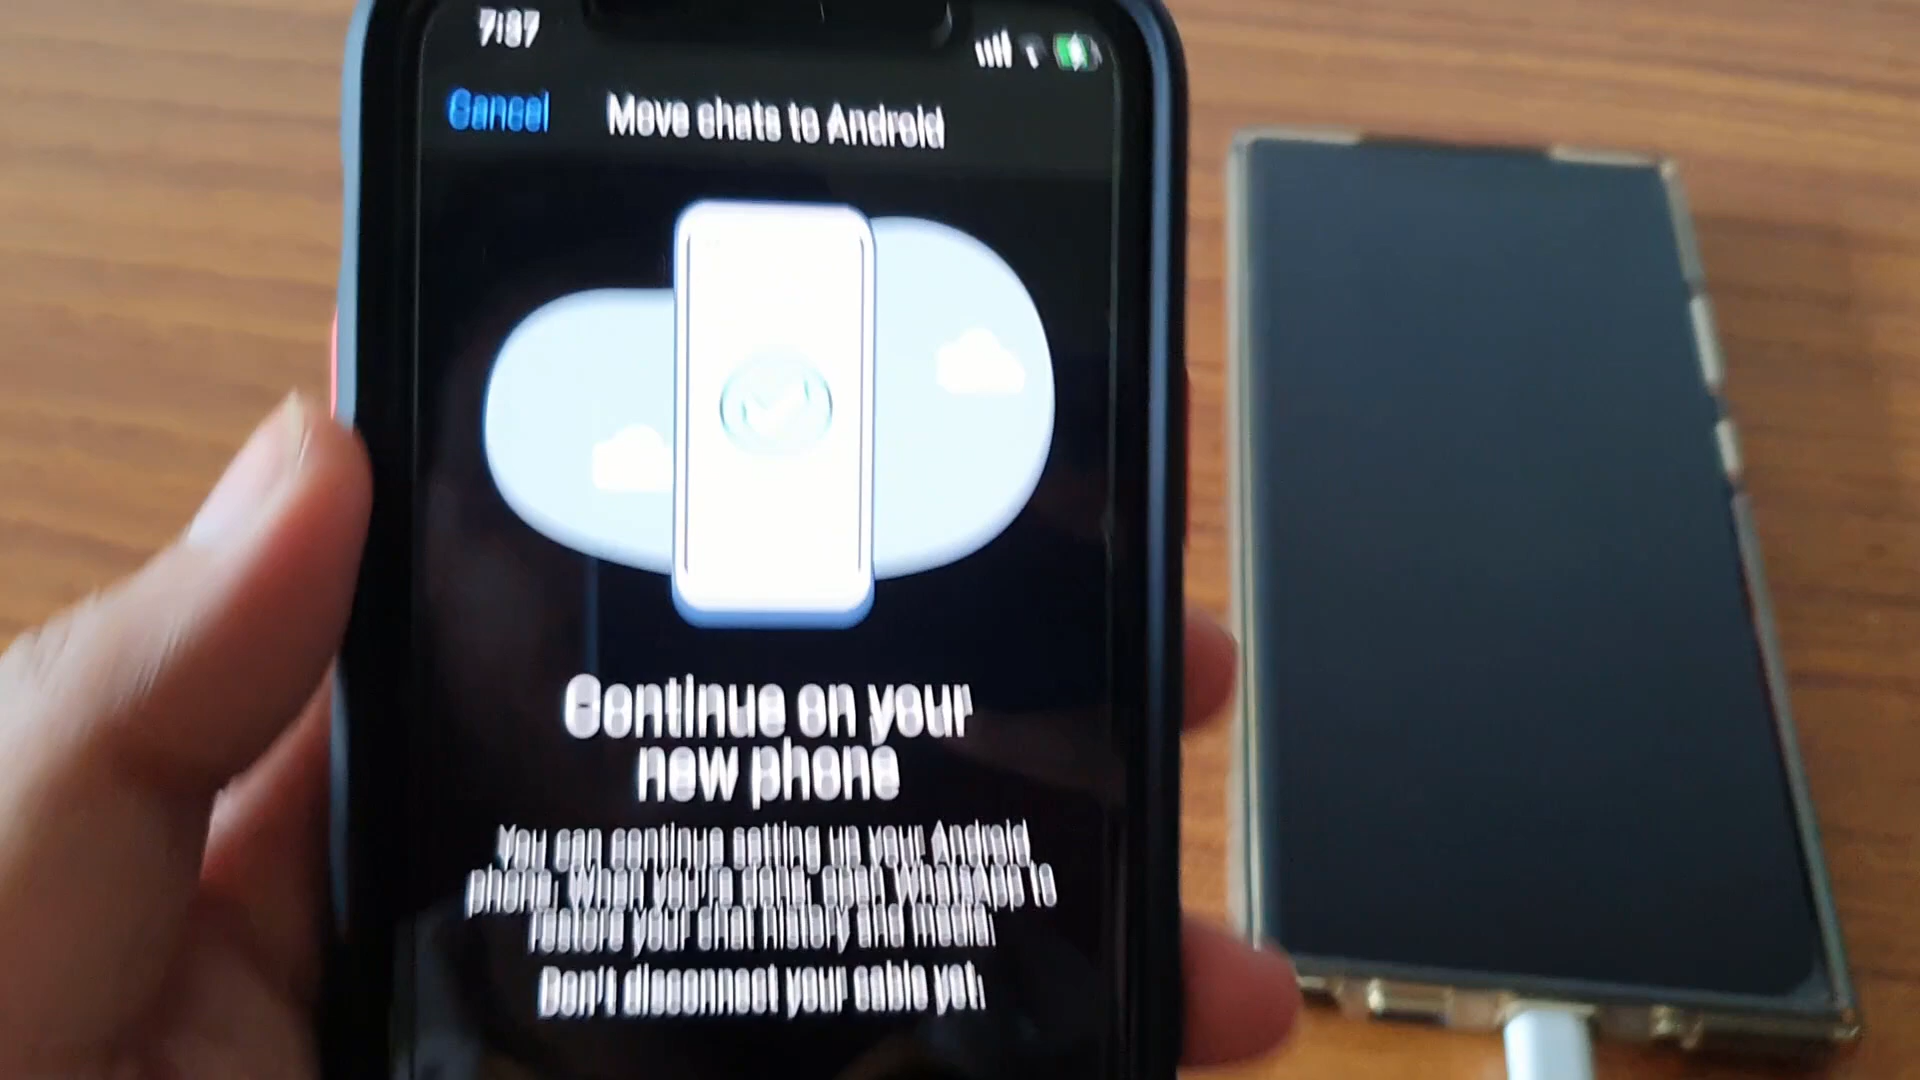 Cancel
Move chats to Android
Continue on your
new phone
You can continue setting up your Android
phone. When you're done, open WhatsApp to
restore your chat history and media.
Don't disconnect your cable yet.